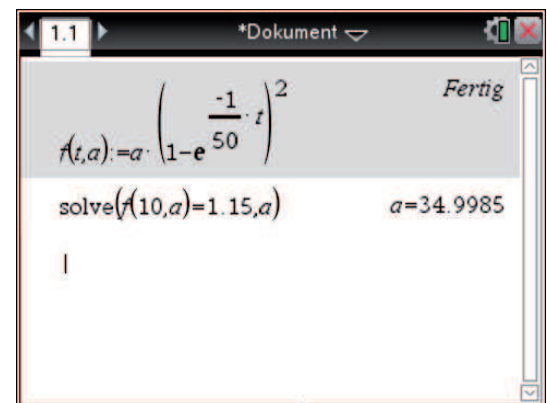 1.1 *Dokument
f(t,a):=a·(1-e^(-1/50·t))^2 Fertig
solve(f(10,a)=1.15,a) a=34.9985